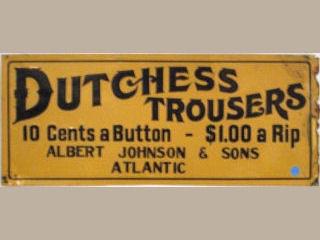 DUTCHESS
TROUSERS
10 Cents a Button - $1.00 a Rip
ALBERT JOHNSON & SONS
ATLANTIC